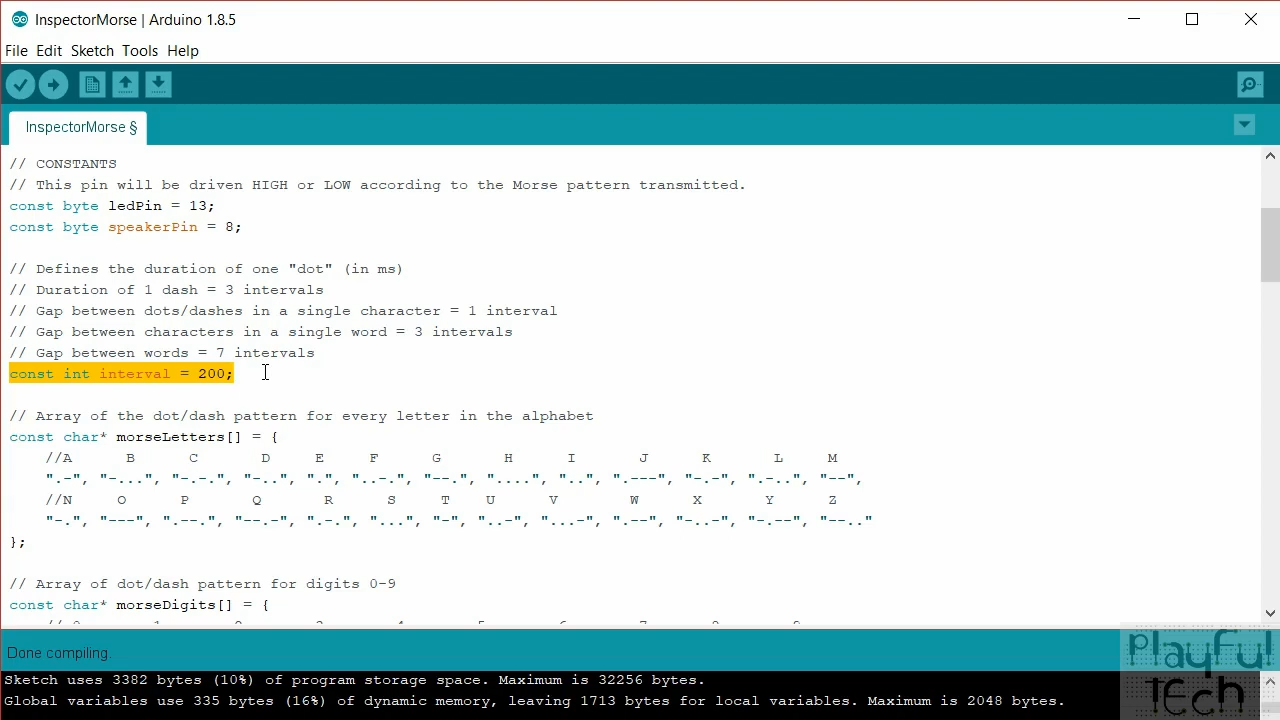 InspectorMorse | Arduino 1.8.5
File Edit Sketch Tools Help
InspectorMorse §
// CONSTANTS
// This pin will be driven HIGH or LOW according to the Morse pattern transmitted.
const byte ledPin = 13;
const byte speakerPin = 8;
// Defines the duration of one "dot" (in ms)
// Duration of 1 dash = 3 intervals
// Gap between dots/dashes in a single character = 1 interval
// Gap between characters in a single word = 3 intervals
// Gap between words = 7 intervals
const int interval = 200;
// Array of the dot/dash pattern for every letter in the alphabet
const char* morseLetters[] = {
//A B C D E F G H I J K L M
".-", "-...", "-.-.", "-..", ".", "..-.", "--.", "....", "..", ".---", "-.-", ".-..", "--",
//N O P Q R S T U V W X Y Z
"-.", "---", ".--.", "--.-", ".-.", "...", "-", "..-", "...-", ".--", "-..-", "-.--", "--.."
};
// Array of dot/dash pattern for digits 0-9
const char* morseDigits[] = {
Done compiling.
Sketch uses 3382 bytes (10%) of program storage space. Maximum is 32256 bytes.
Global variables use 335 bytes (16%) of dynamic memory, leaving 1713 bytes for local variables. Maximum is 2048 bytes.
PlayFul
tEch